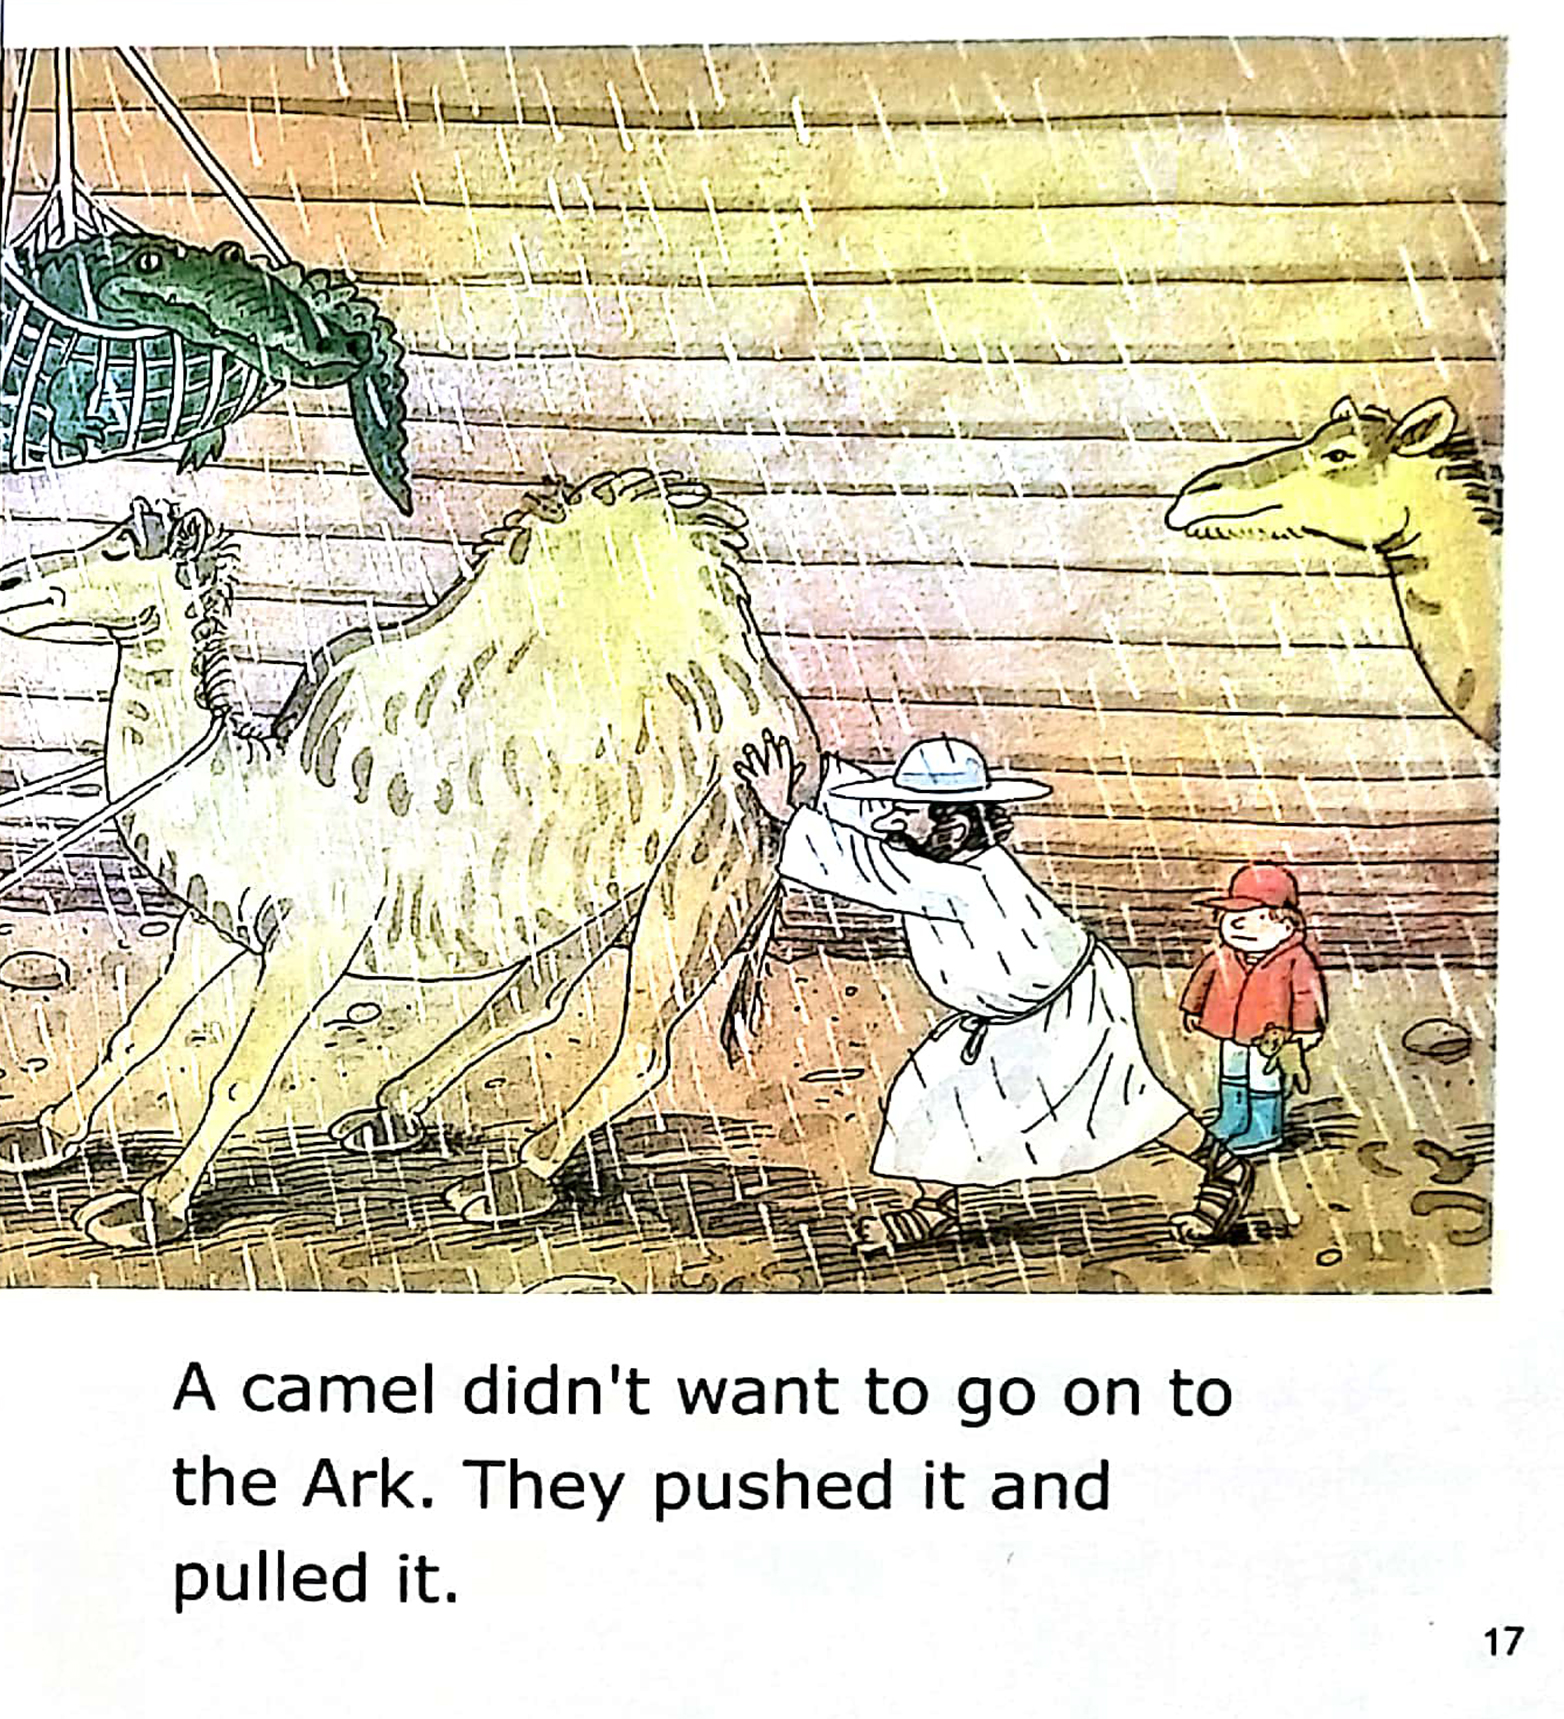 A camel didn't want to go on to
the Ark. They pushed it and
pulled it.
17